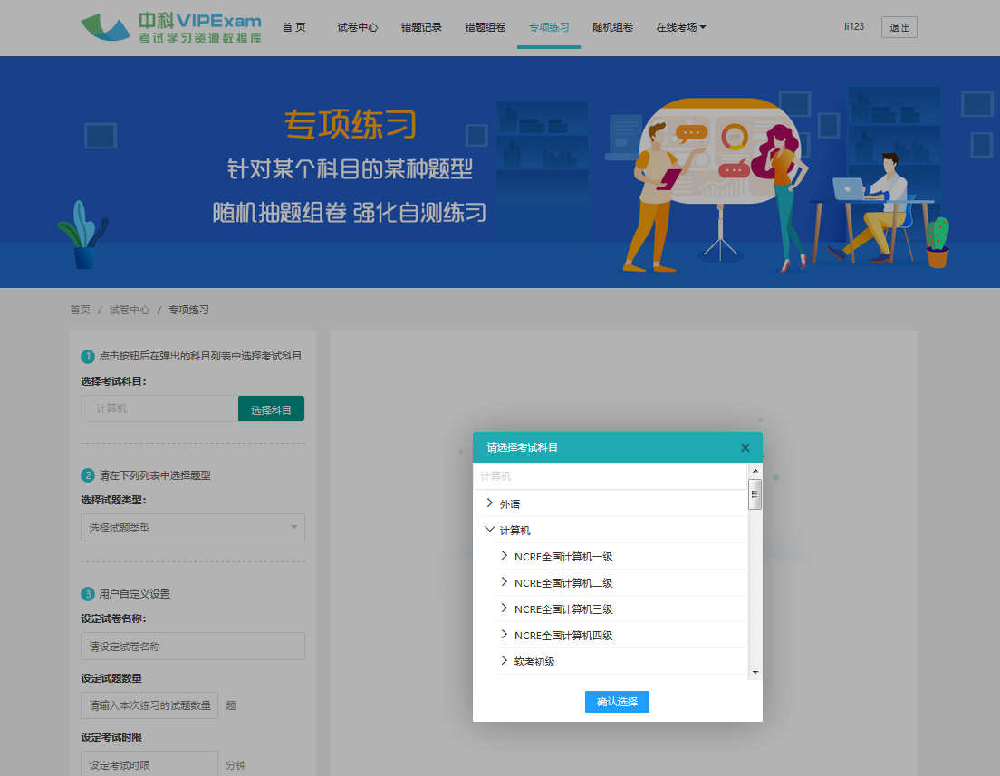 中科VIPExam
考试学习资源数据库
首 页 试卷中心 错题记录 错题组卷 专项练习 随机组卷 在线考场 li123 退 出
专项练习
针对某个科目的某种题型
随机抽题组卷 强化自测练习
首页 / 试卷中心 / 专项练习
1 点击按钮后在弹出的科目列表中选择考试科目
选择考试科目:
计算机 选择科目
2 请在下列列表中选择题型
选择试题类型:
选择试题类型
3 用户自定义设置
设定试卷名称:
请设定试卷名称
设定试题数量
请输入本次练习的试题数量 题
设定考试时限
设定考试时限 分钟
请选择考试科目
计算机
外语
计算机
NCRE全国计算机一级
NCRE全国计算机二级
NCRE全国计算机三级
NCRE全国计算机四级
软考初级
确认选择